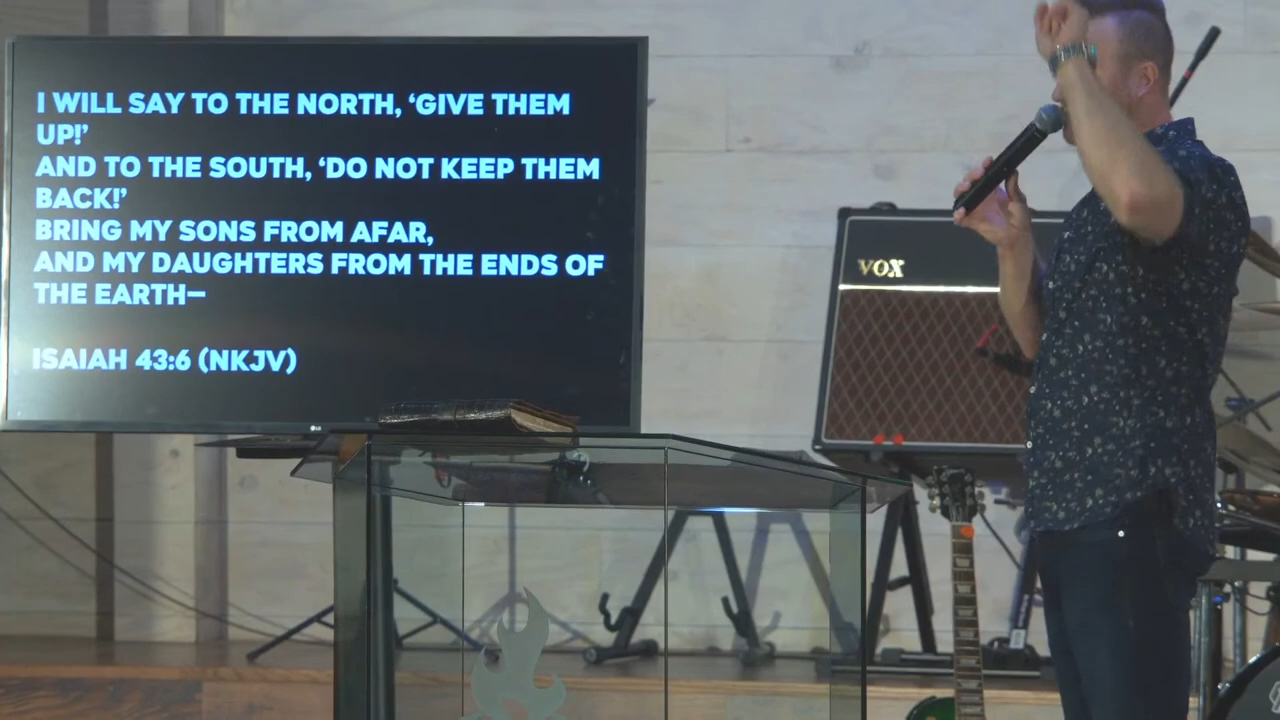 I WILL SAY TO THE NORTH, ‘GIVE THEM
UP!’
AND TO THE SOUTH, ‘DO NOT KEEP THEM
BACK!’
BRING MY SONS FROM AFAR,
AND MY DAUGHTERS FROM THE ENDS OF
THE EARTH—
ISAIAH 43:6 (NKJV)
LG
VOX